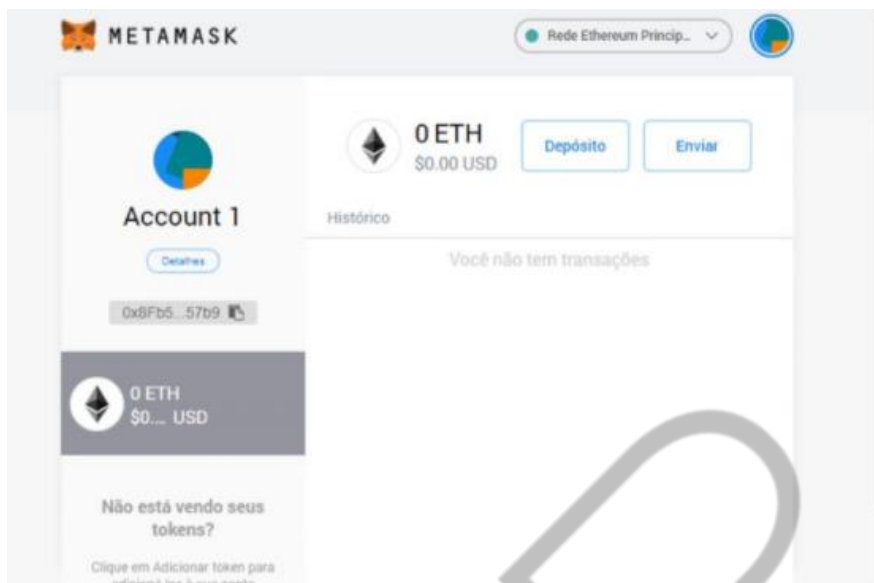 METAMASK
Rede Ethereum Princip...
Account 1
Detalhes
0x8Fb5...57b9
0 ETH
$0.... USD
Não está vendo seus
tokens?
Clique em Adicionar token para
0 ETH
$0.00 USD
Depósito
Enviar
Histórico
Você não tem transações